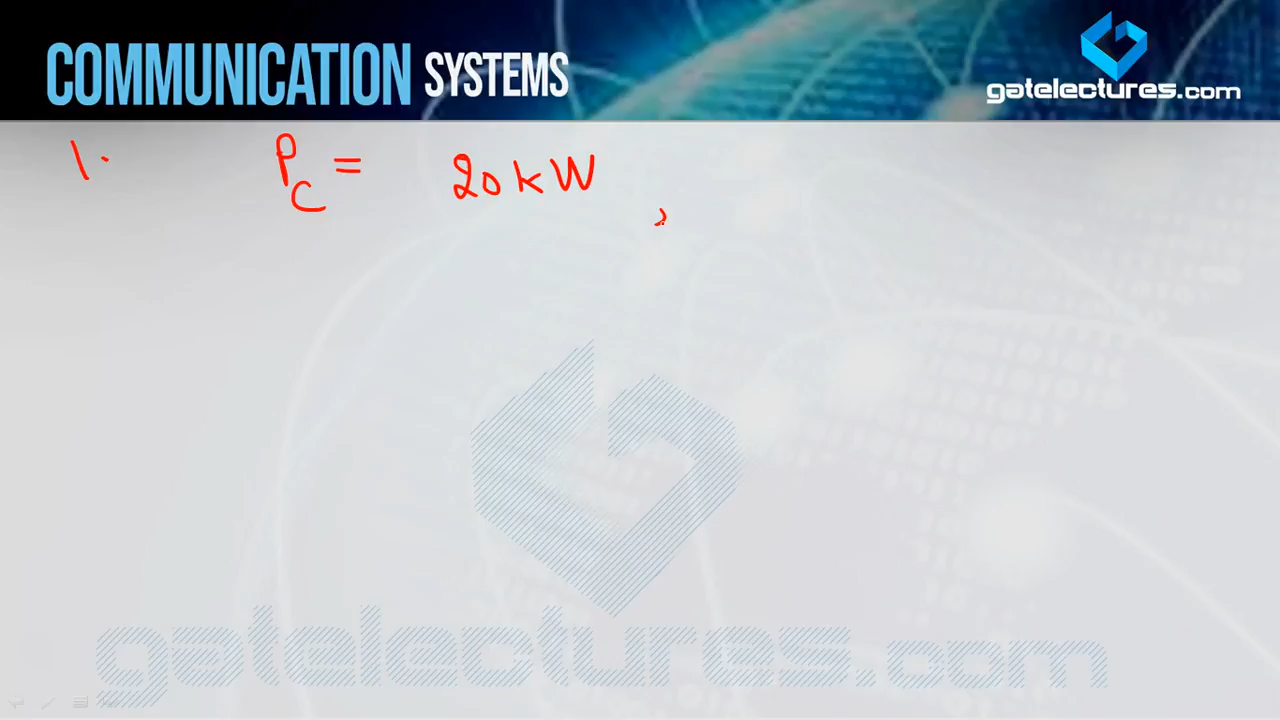 COMMUNICATION SYSTEMS
gatelectures.com
1. P_C = 20 kW ,
gatelectures.com